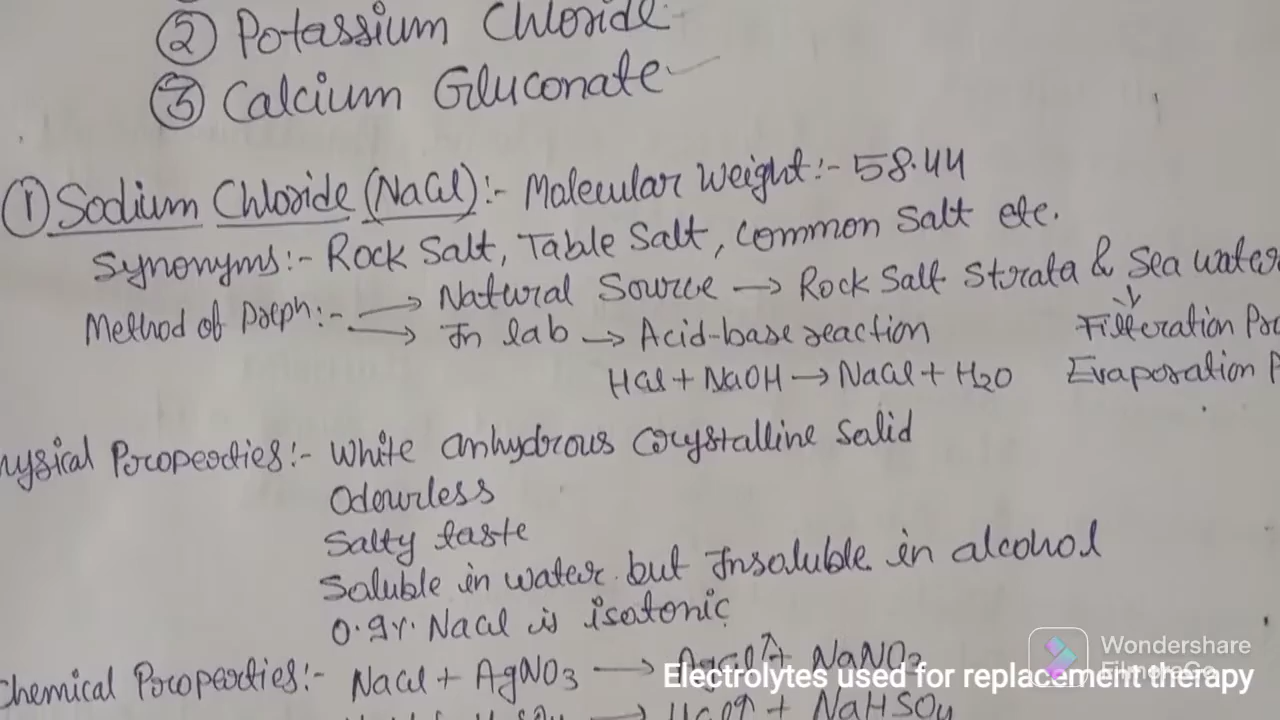 ② Potassium Chloride
③ Calcium Gluconate
① Sodium Chloride (NaCl):- Molecular weight:- 58.44
Synonyms:- Rock Salt, Table Salt, Common Salt etc.
Method of Preph:- → Natural Source → Rock Salt Strata & Sea water
→ In lab → Acid-base reaction
Filteration Pro
HCl + NaOH → NaCl + H2O
Evaporation P
hysical Properties:- White anhydrous crystalline Solid
Odourless
Salty taste
Soluble in water but Insoluble in alcohol
0.9% NaCl is isotonic
Chemical Properties:- NaCl + AgNO3 → AgCl↑ + NaNO3
→ HCl↑ + NaHSO4
Wondershare
FilmoraGo
Electrolytes used for replacement therapy